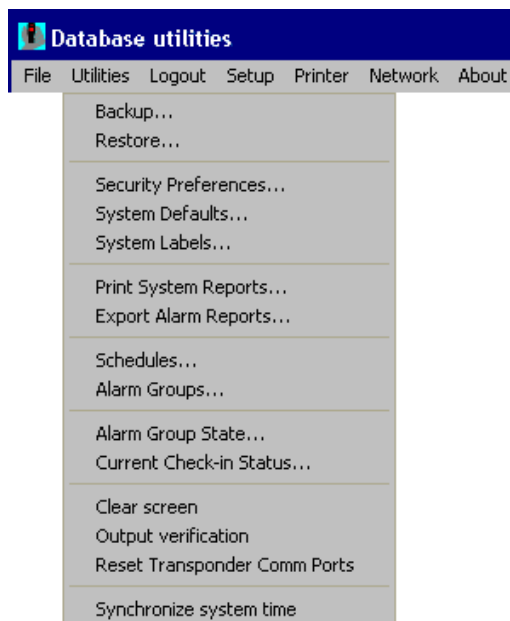 Database utilities
File Utilities Logout Setup Printer Network About
Backup...
Restore...
Security Preferences...
System Defaults...
System Labels...
Print System Reports...
Export Alarm Reports...
Schedules...
Alarm Groups...
Alarm Group State...
Current Check-in Status...
Clear screen
Output verification
Reset Transponder Comm Ports
Synchronize system time